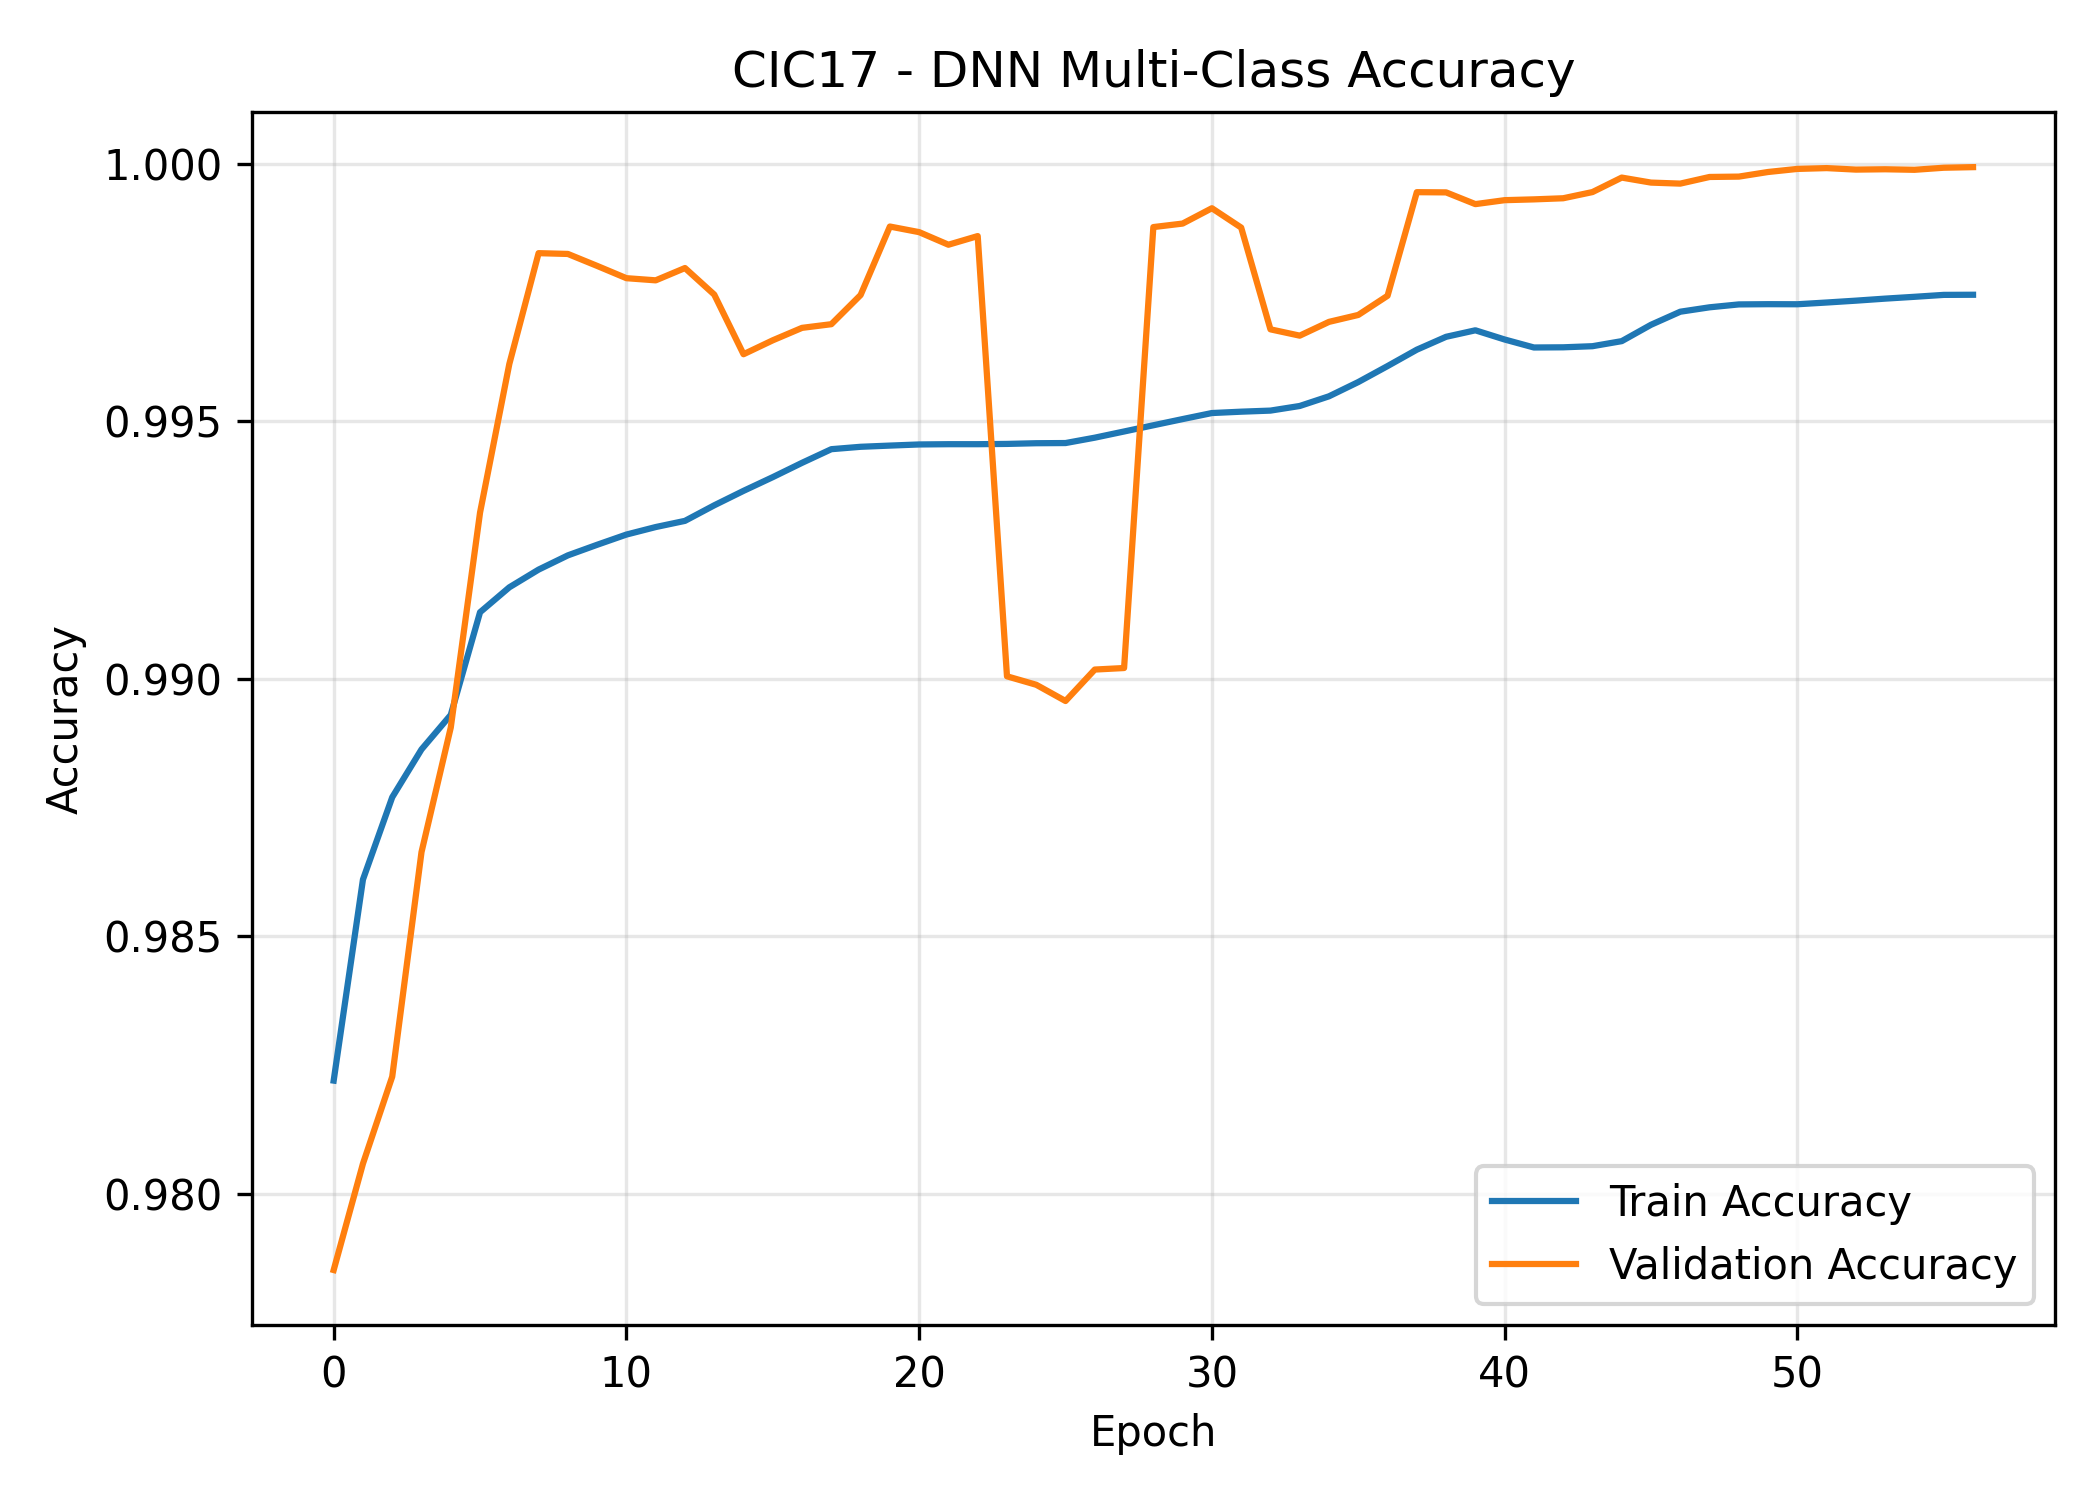 CIC17 - DNN Multi-Class Accuracy
1.000
0.995
0.990
0.985
0.980
Accuracy
0 10 20 30 40 50
Epoch
Train Accuracy
Validation Accuracy